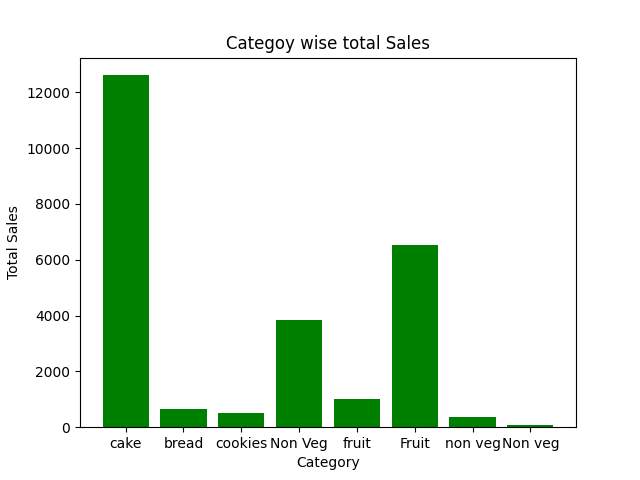 Categoy wise total Sales
12000
10000
8000
6000
4000
2000
0
Total Sales
cake bread cookies Non Veg fruit Fruit non veg Non veg
Category